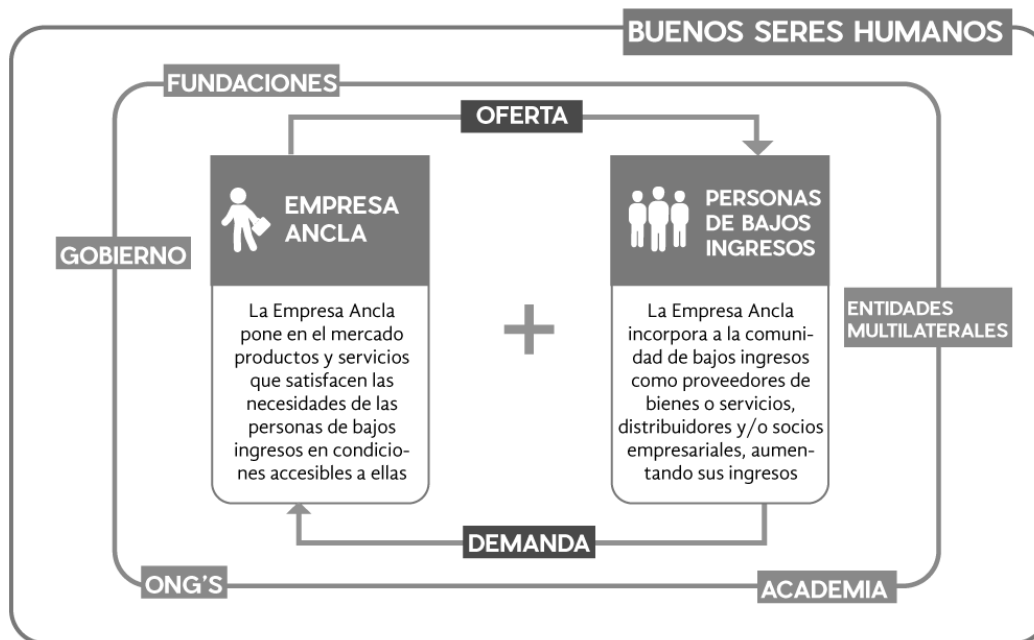 BUENOS SERES HUMANOS
FUNDACIONES
OFERTA
EMPRESA
ANCLA
PERSONAS
DE BAJOS
INGRESOS
GOBIERNO
La Empresa Ancla
pone en el mercado
productos y servicios
que satisfacen las
necesidades de las
personas de bajos
ingresos en condicio-
nes accesibles a ellas
+
La Empresa Ancla
incorpora a la comuni-
dad de bajos ingresos
como proveedores de
bienes o servicios,
distribuidores y/o socios
empresariales, aumen-
tando sus ingresos
ENTIDADES
MULTILATERALES
DEMANDA
ONG'S
ACADEMIA